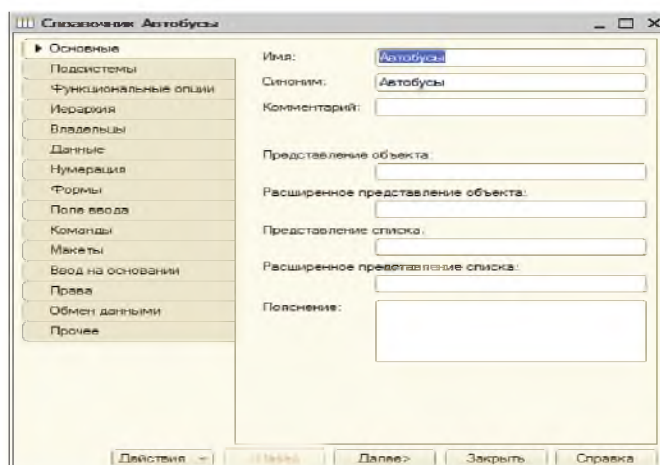 Справочник Автобусы
Основные
Подсистемы
Функциональные опции
Иерархия
Владельцы
Данные
Нумерация
Формы
Поле ввода
Команды
Макеты
Ввод на основании
Права
Обмен данными
Прочее
Имя: Автобусы
Синоним: Автобусы
Комментарий:
Представление объекта:
Расширенное представление объекта:
Представление списка:
Расширенное представление списка:
Пояснение:
Действия <Назад Далее> Закрыть Справка